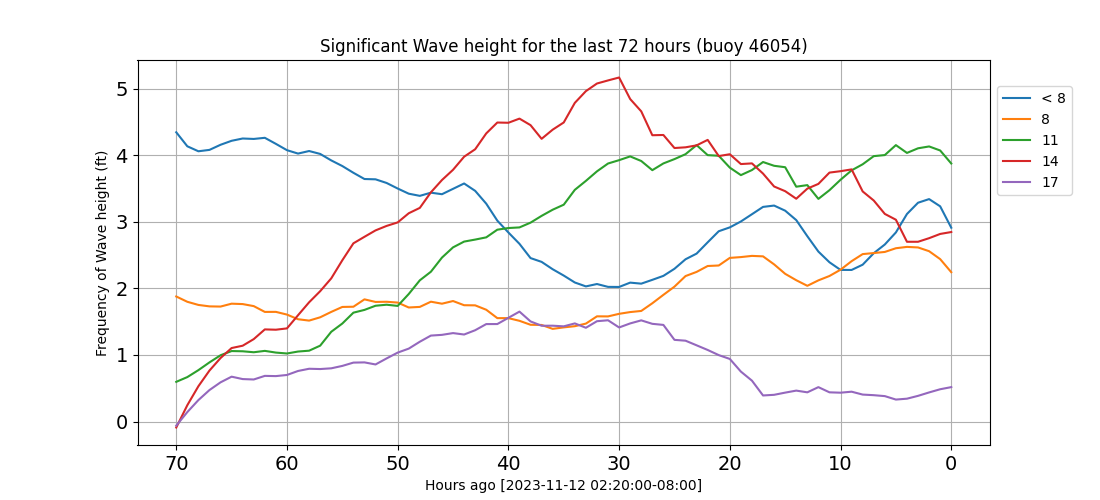 Significant Wave height for the last 72 hours (buoy 46054)
Frequency of Wave height (ft)
5
4
3
2
1
0
70 60 50 40 30 20 10 0
Hours ago [2023-11-12 02:20:00-08:00]
< 8
8
11
14
17